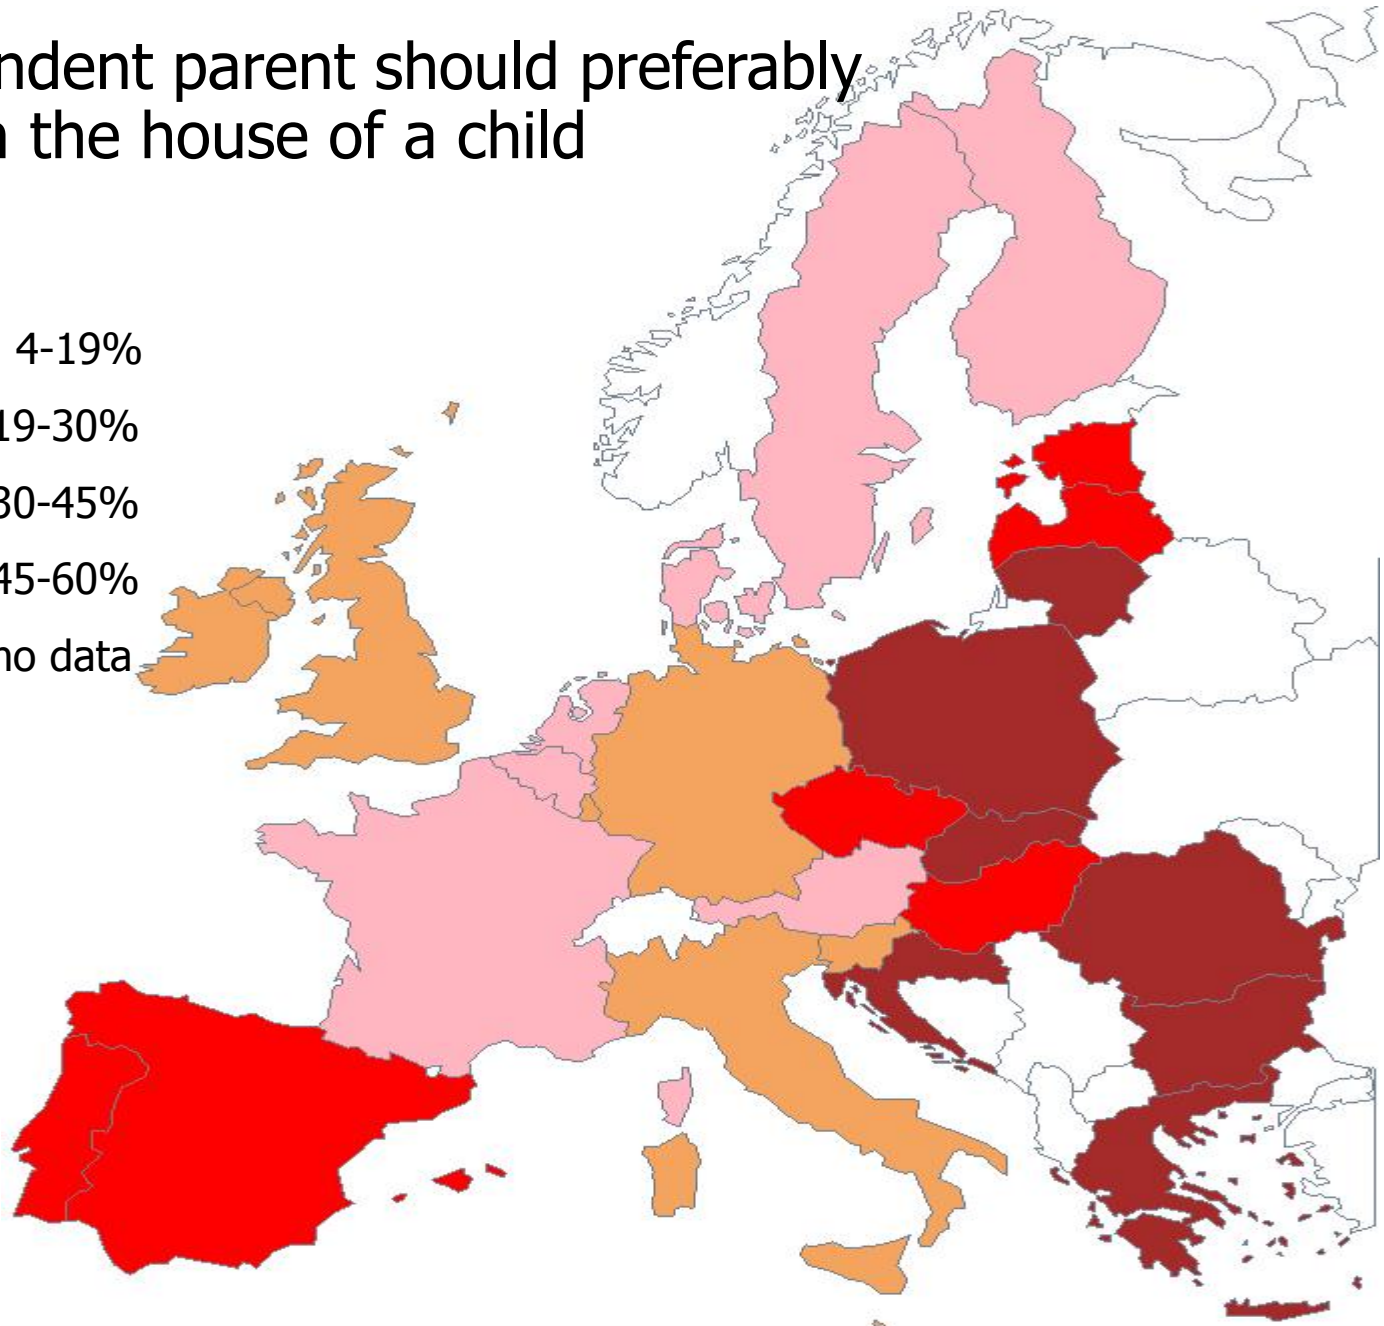 ndent parent should preferably
the house of a child
4-19%
19-30%
30-45%
45-60%
no data